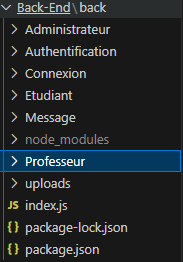 Back-End\back
Administrateur
Authentification
Connexion
Etudiant
Message
node_modules
Professeur
uploads
JS index.js
{} package-lock.json
{} package.json